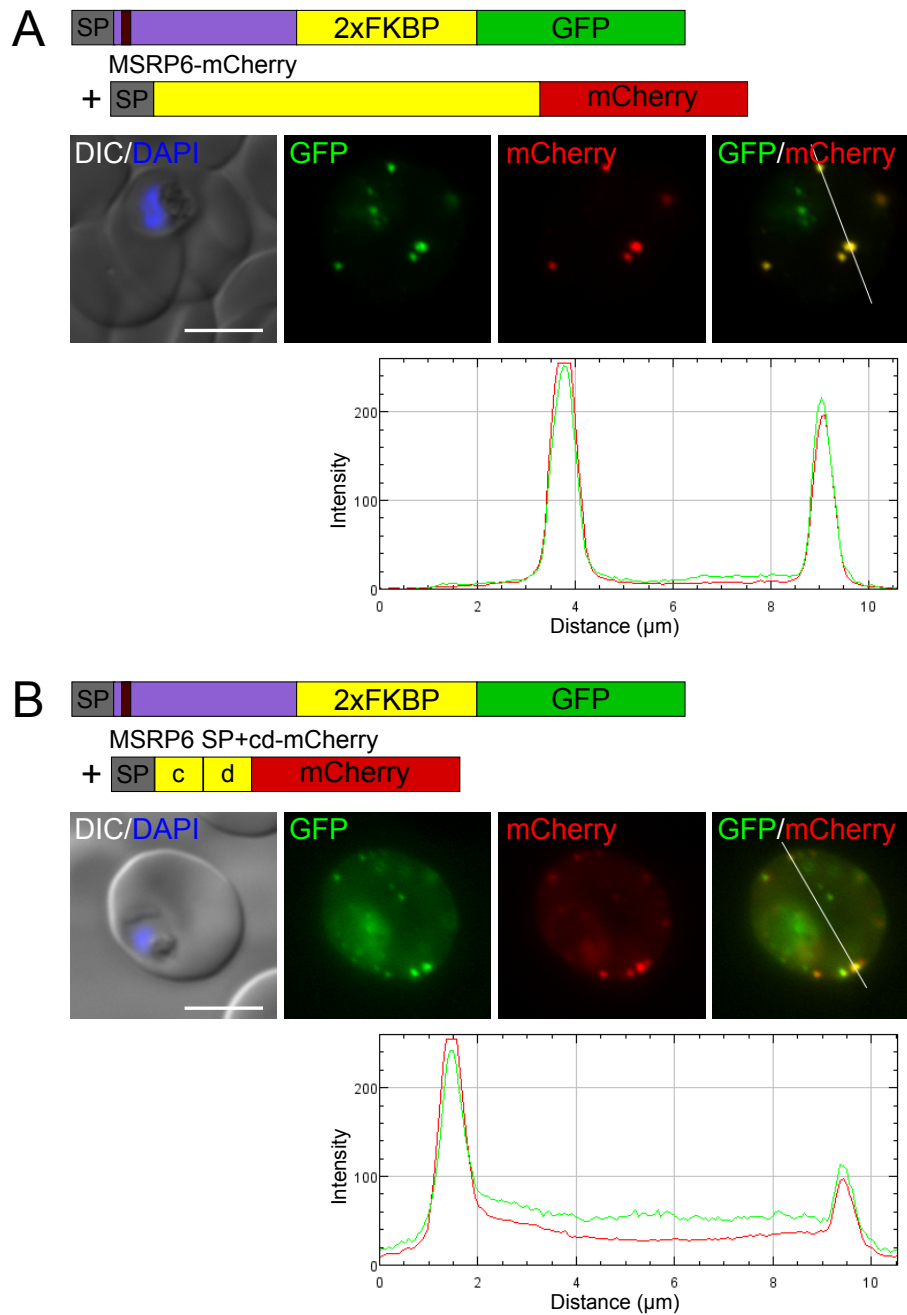 A
SP 2xFKBP GFP
MSRP6-mCherry
+ SP mCherry
DIC/DAPI GFP mCherry GFP/mCherry
200
100
0
Intensity
0 2 4 6 8 10
Distance (μm)
B
SP 2xFKBP GFP
MSRP6 SP+cd-mCherry
+ SP c d mCherry
DIC/DAPI GFP mCherry GFP/mCherry
200
100
0
Intensity
0 2 4 6 8 10
Distance (μm)